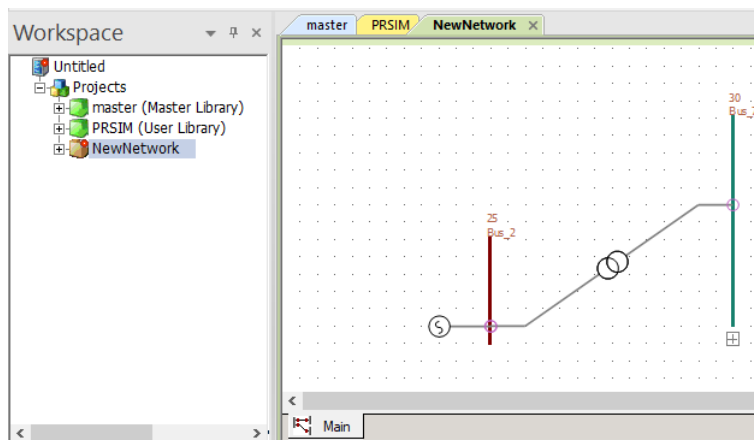 Workspace
master
PRSIM
NewNetwork
Untitled
Projects
master (Master Library)
PRSIM (User Library)
NewNetwork
30
25
Bus_2
S
Main